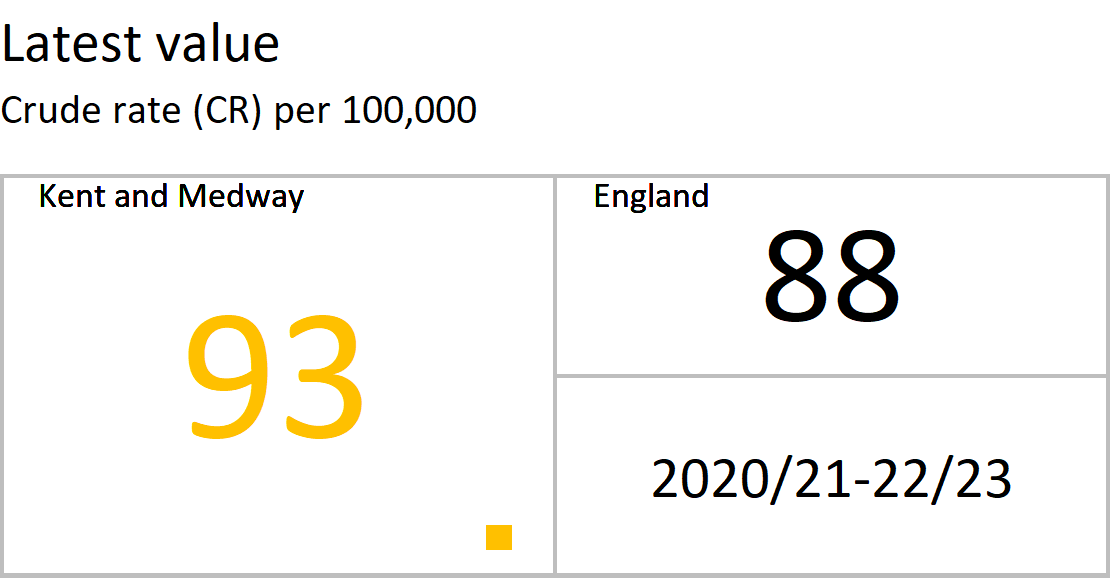 Latest value
Crude rate (CR) per 100,000
Kent and Medway
93
England
88
2020/21-22/23